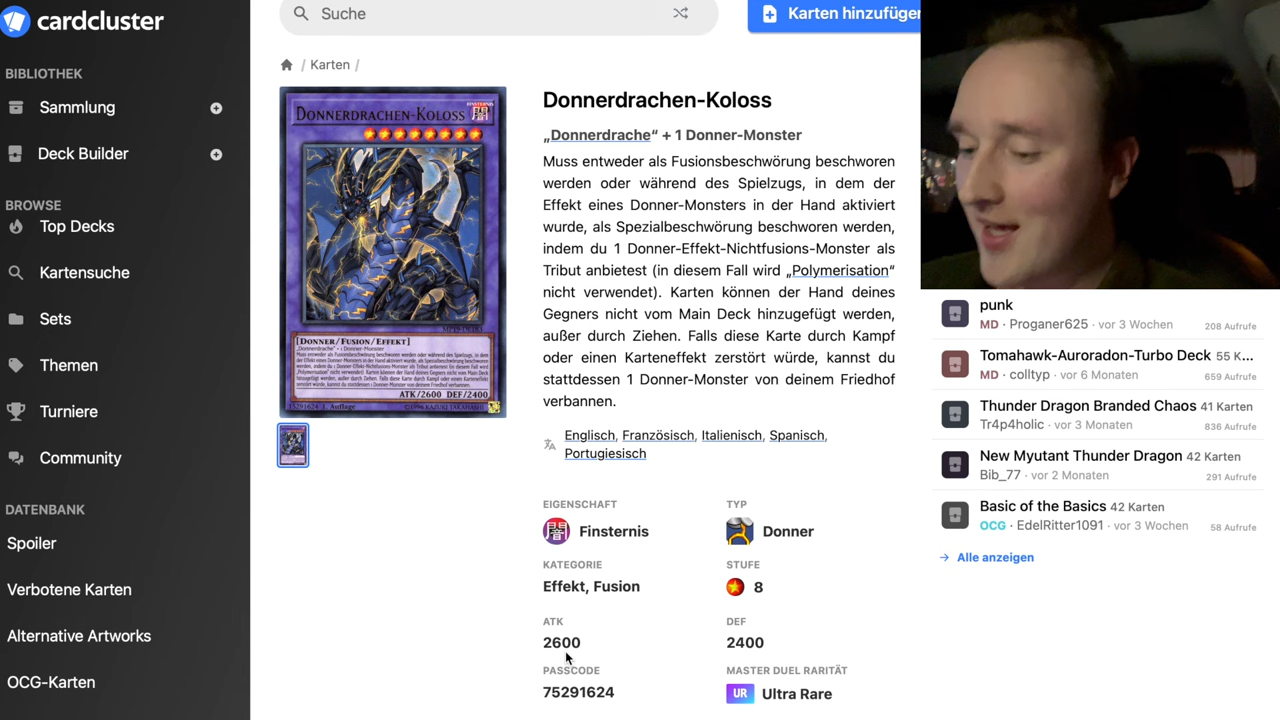 cardcluster
Suche
Karten hinzufügen
BIBLIOTHEK
Sammlung
Deck Builder
BROWSE
Top Decks
Kartensuche
Sets
Themen
Turniere
Community
DATENBANK
Spoiler
Verbotene Karten
Alternative Artworks
OCG-Karten
/ Karten /
DONNERDRACHEN-KOLOSS
FINSTERNIS
闇
[DONNER/FUSION/EFFEKT]
ATK/2600 DEF/2400
75291624 1. Auflage
©1996 KAZUKI TAKAHASHI
Donnerdrachen-Koloss
„Donnerdrache“ + 1 Donner-Monster
Muss entweder als Fusionsbeschwörung beschworen
werden oder während des Spielzugs, in dem der
Effekt eines Donner-Monsters in der Hand aktiviert
wurde, als Spezialbeschwörung beschworen werden,
indem du 1 Donner-Effekt-Nichtfusions-Monster als
Tribut anbietest (in diesem Fall wird „Polymerisation“
nicht verwendet). Karten können der Hand deines
Gegners nicht vom Main Deck hinzugefügt werden,
außer durch Ziehen. Falls diese Karte durch Kampf
oder einen Karteneffekt zerstört würde, kannst du
stattdessen 1 Donner-Monster von deinem Friedhof
verbannen.
Englisch, Französisch, Italienisch, Spanisch,
Portugiesisch
EIGENSCHAFT
闇 Finsternis
TYP
Donner
KATEGORIE
Effekt, Fusion
STUFE
8
ATK
2600
DEF
2400
PASSCODE
75291624
MASTER DUEL RARITÄT
UR Ultra Rare
punk
MD · Proganer625 · vor 3 Wochen 208 Aufrufe
Tomahawk-Auroradon-Turbo Deck 55 K...
MD · colltyp · vor 6 Monaten 659 Aufrufe
Thunder Dragon Branded Chaos 41 Karten
Tr4p4holic · vor 3 Monaten 836 Aufrufe
New Myutant Thunder Dragon 42 Karten
Bib_77 · vor 2 Monaten 291 Aufrufe
Basic of the Basics 42 Karten
OCG · EdelRitter1091 · vor 3 Wochen 58 Aufrufe
→ Alle anzeigen